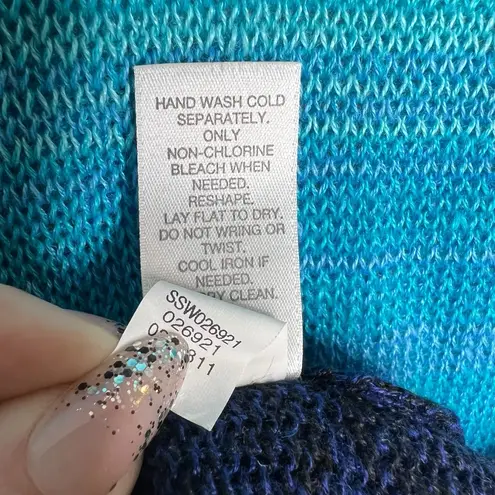 HAND WASH COLD
SEPARATELY.
ONLY
NON-CHLORINE
BLEACH WHEN
NEEDED.
RESHAPE.
LAY FLAT TO DRY.
DO NOT WRING OR
TWIST.
COOL IRON IF
NEEDED.
CLEAN.
SSW026921
026921